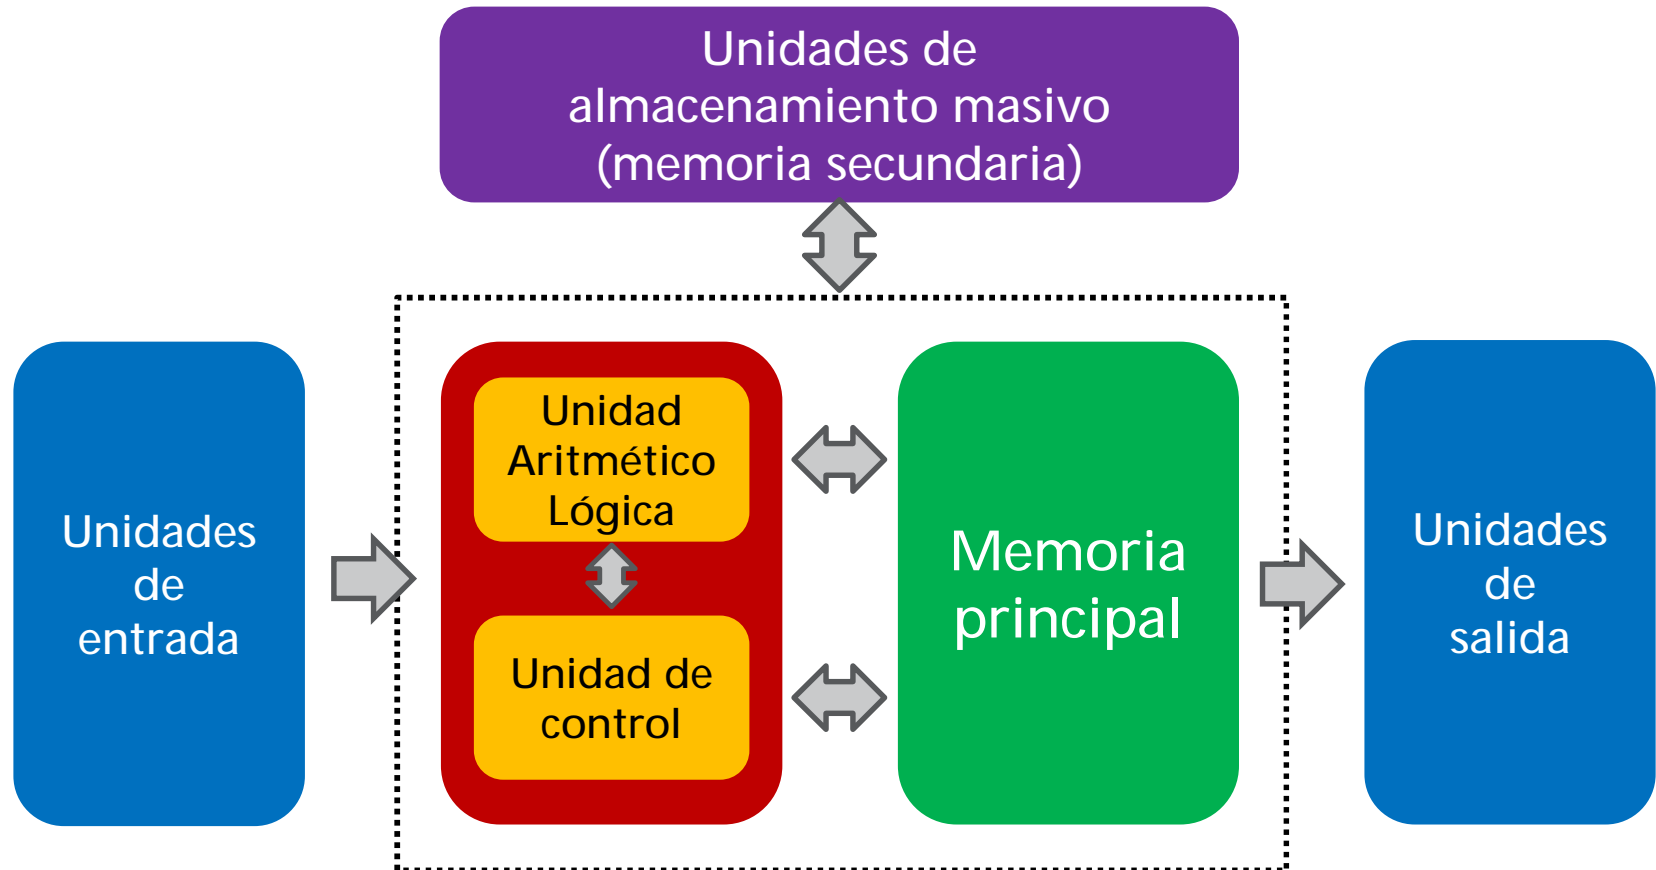 Unidades de
almacenamiento masivo
(memoria secundaria)
Unidades
de
entrada
Unidad
Aritmético
Lógica
Unidad de
control
Memoria
principal
Unidades
de
salida